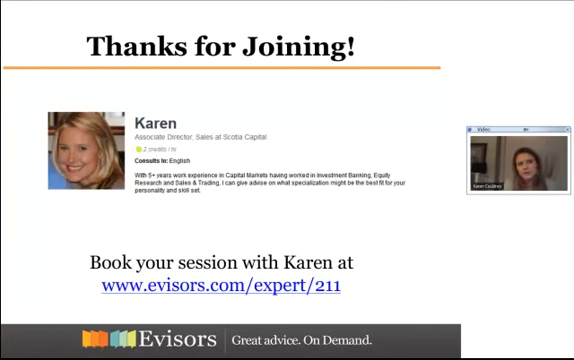 Thanks for Joining!
Karen
Associate Director, Sales at Scotia Capital
2 credits / hr
Consults In: English
With 5+ years work experience in Capital Markets having worked in Investment Banking, Equity
Research and Sales & Trading, I can give advise on what specialization might be the best fit for your
personality and skill set.
Video
Book your session with Karen at
www.evisors.com/expert/211
Evisors
Great advice. On Demand.